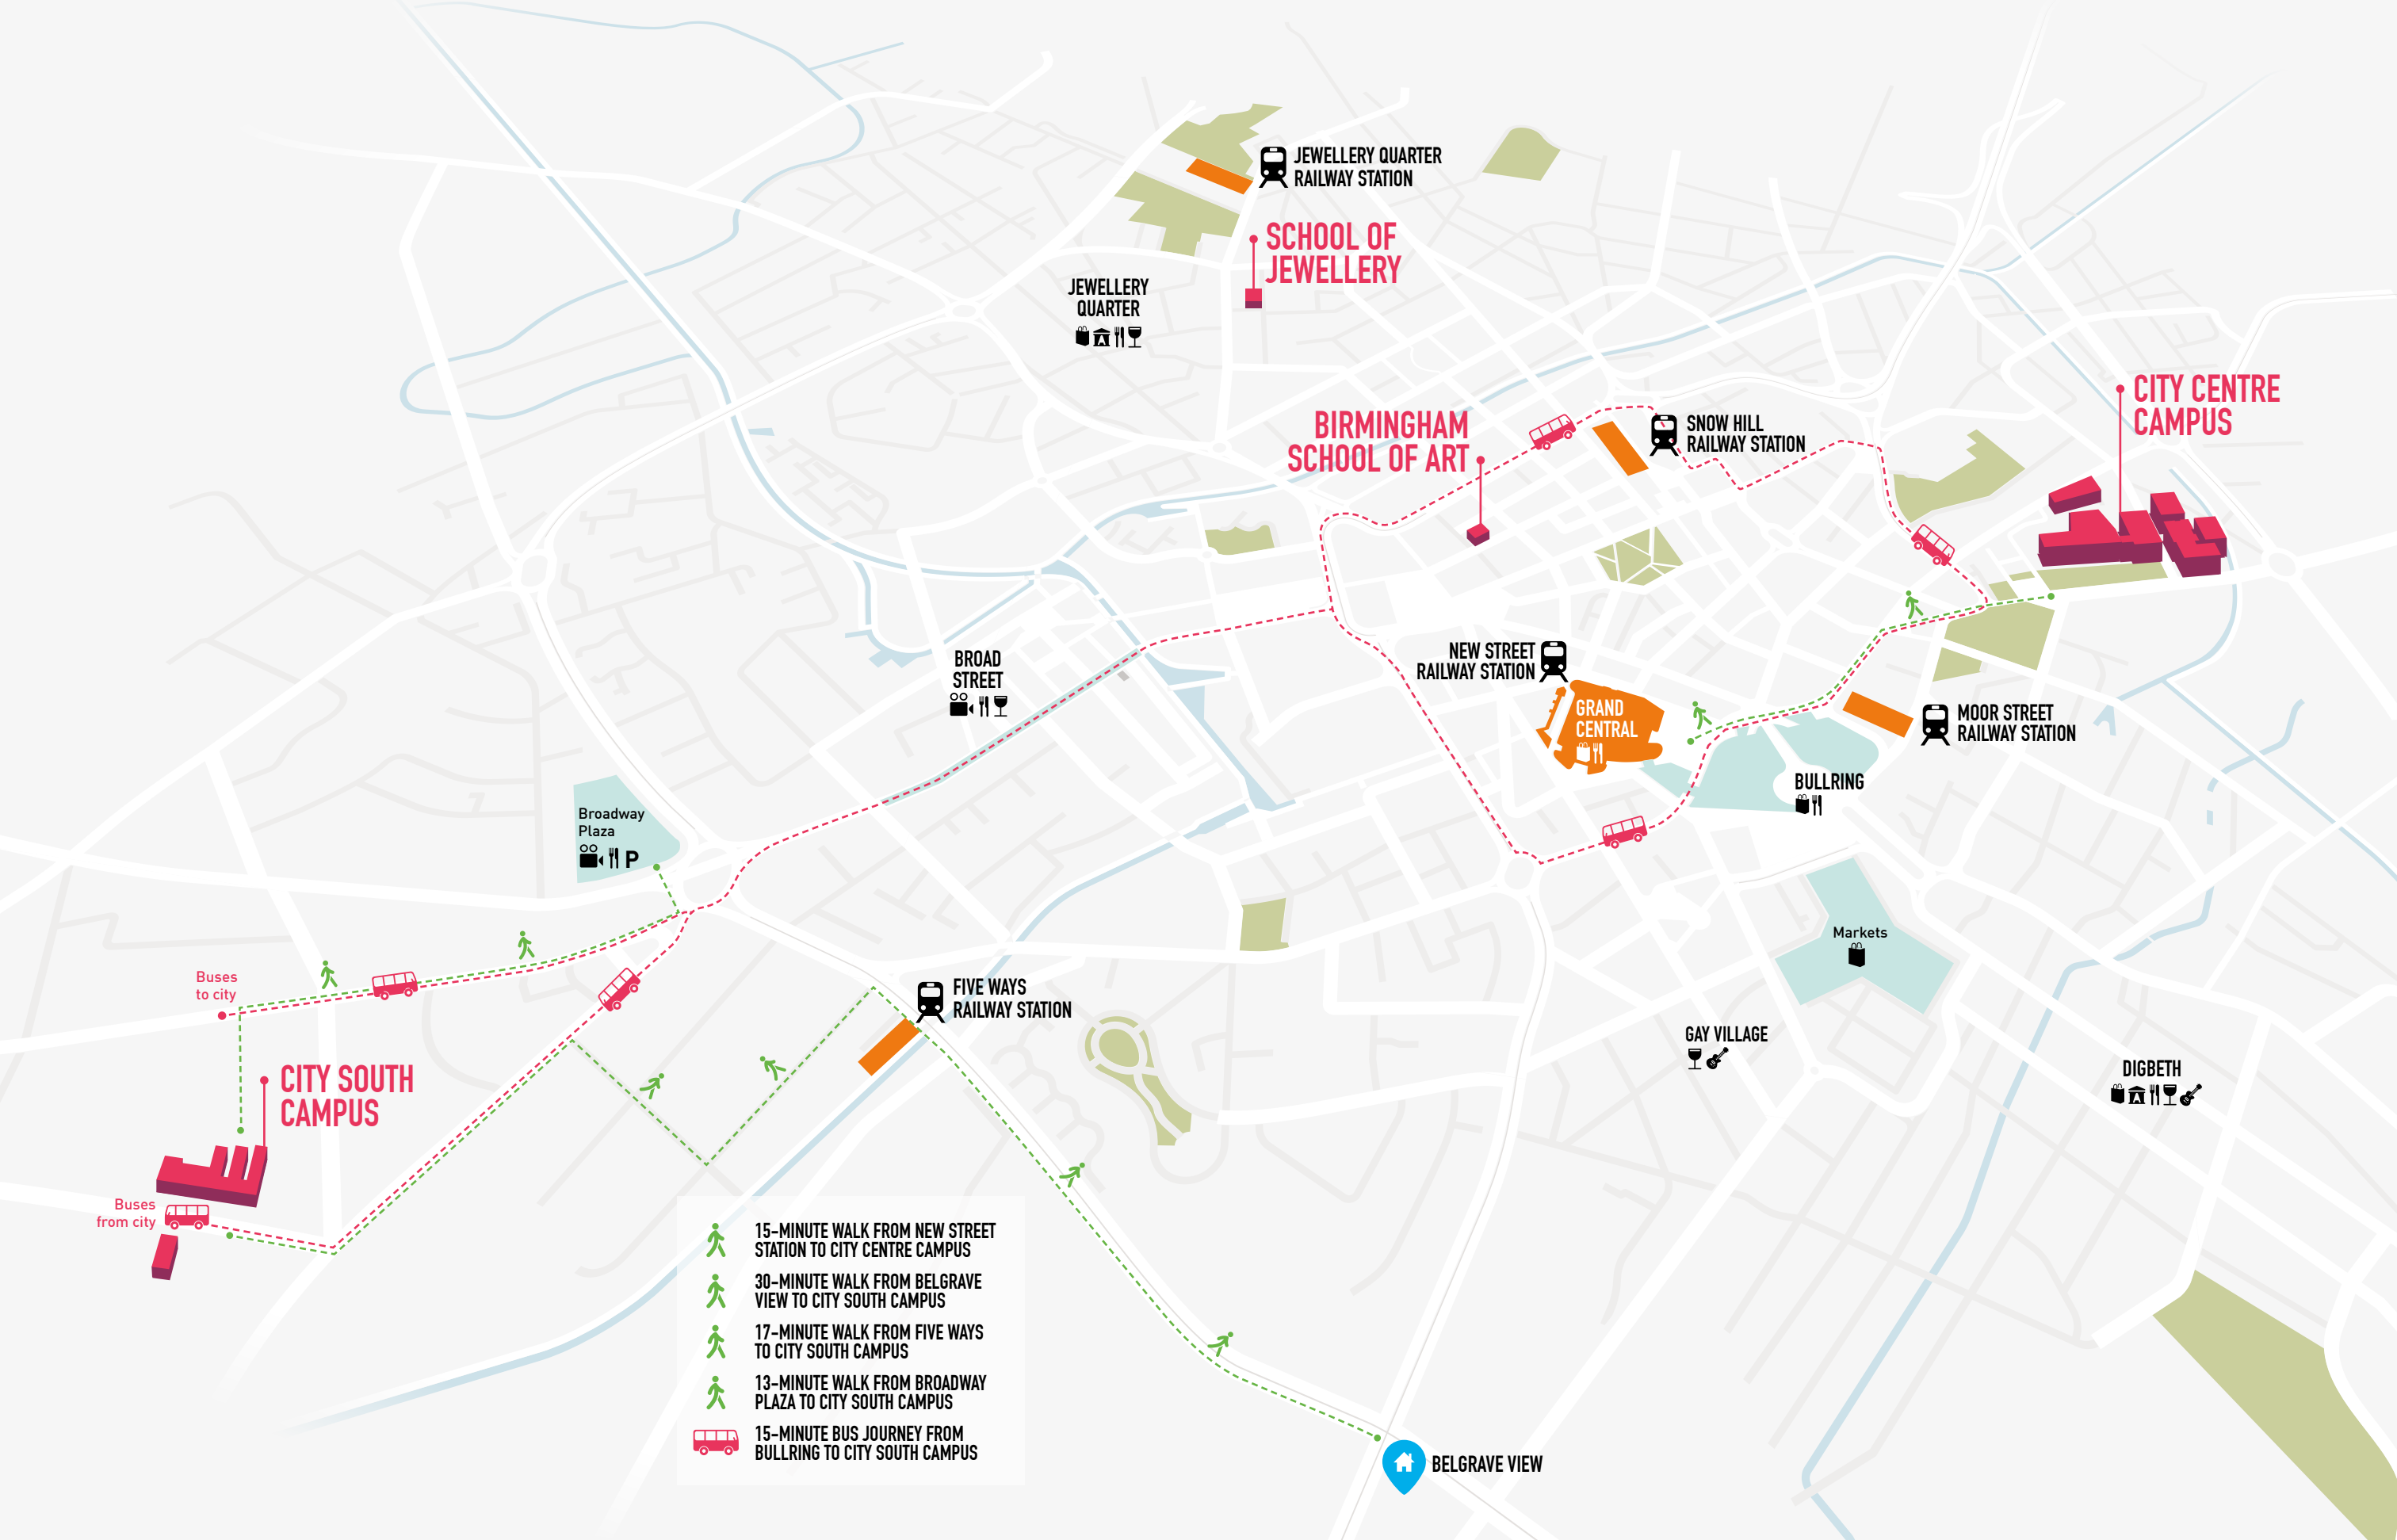 JEWELLERY QUARTER
RAILWAY STATION
SCHOOL OF
JEWELLERY
JEWELLERY
QUARTER
CITY CENTRE
CAMPUS
BIRMINGHAM
SCHOOL OF ART
SNOW HILL
RAILWAY STATION
NEW STREET
RAILWAY STATION
BROAD
STREET
GRAND
CENTRAL
MOOR STREET
RAILWAY STATION
BULLRING
Broadway
Plaza
P
Markets
Buses
to city
FIVE WAYS
RAILWAY STATION
GAY VILLAGE
DIGBETH
CITY SOUTH
CAMPUS
Buses
from city
15-MINUTE WALK FROM NEW STREET
STATION TO CITY CENTRE CAMPUS
30-MINUTE WALK FROM BELGRAVE
VIEW TO CITY SOUTH CAMPUS
17-MINUTE WALK FROM FIVE WAYS
TO CITY SOUTH CAMPUS
13-MINUTE WALK FROM BROADWAY
PLAZA TO CITY SOUTH CAMPUS
15-MINUTE BUS JOURNEY FROM
BULLRING TO CITY SOUTH CAMPUS
BELGRAVE VIEW